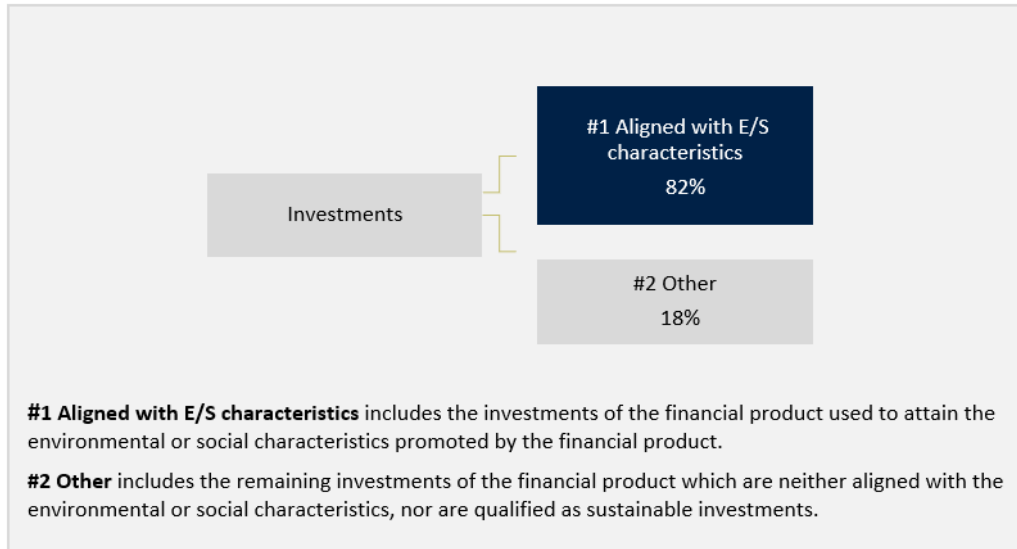 #1 Aligned with E/S
characteristics
82%
Investments
#2 Other
18%
#1 Aligned with E/S characteristics includes the investments of the financial product used to attain the
environmental or social characteristics promoted by the financial product.
#2 Other includes the remaining investments of the financial product which are neither aligned with the
environmental or social characteristics, nor are qualified as sustainable investments.